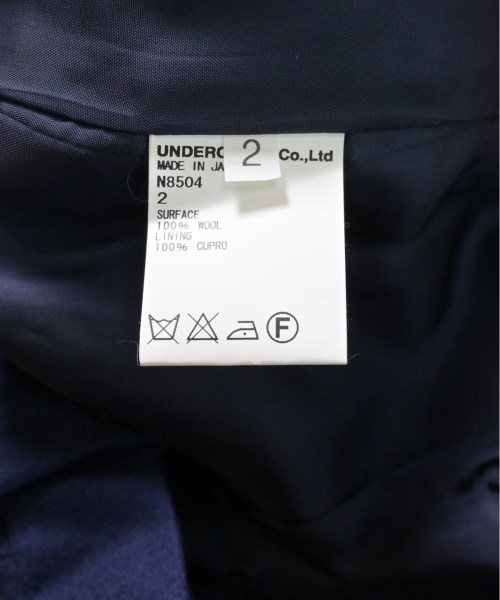 UNDERC 2 Co.,Ltd
MADE IN JA
N8504
2
SURFACE
100% WOOL
LINING
100% CUPRO
F